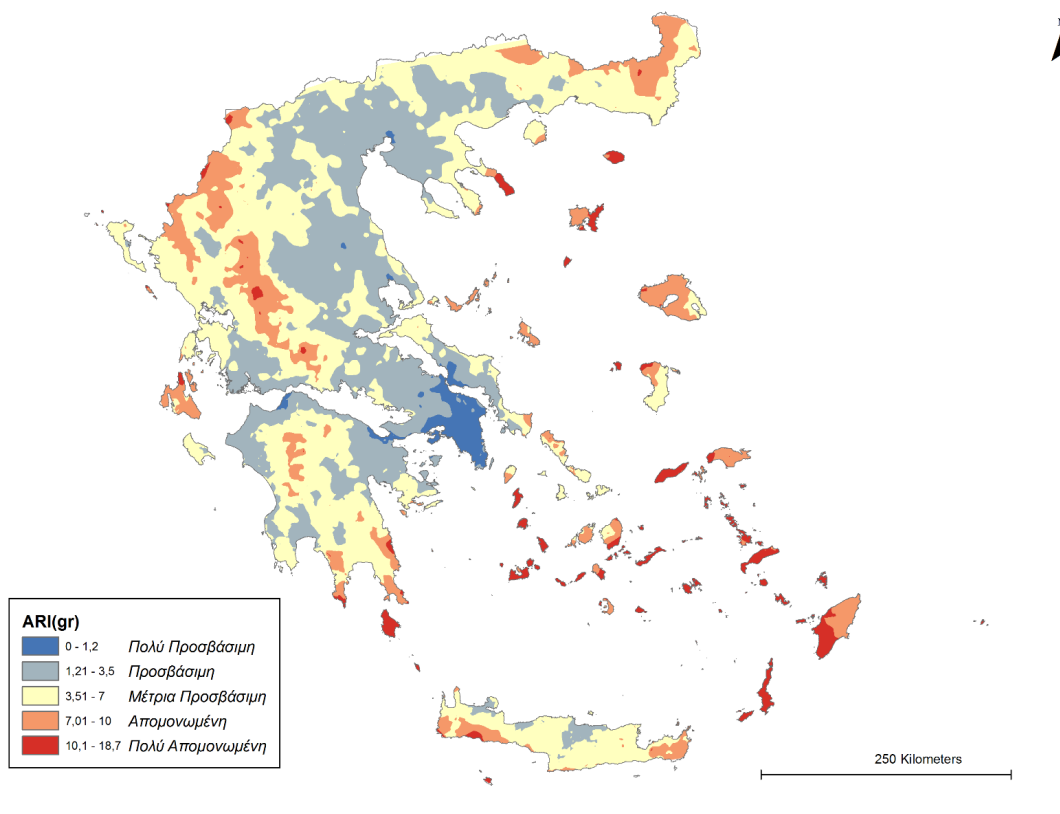 ARI(gr)
0 - 1,2 Πολύ Προσβάσιμη
1,21 - 3,5 Προσβάσιμη
3,51 - 7 Μέτρια Προσβάσιμη
7,01 - 10 Απομονωμένη
10,1 - 18,7 Πολύ Απομονωμένη
250 Kilometers